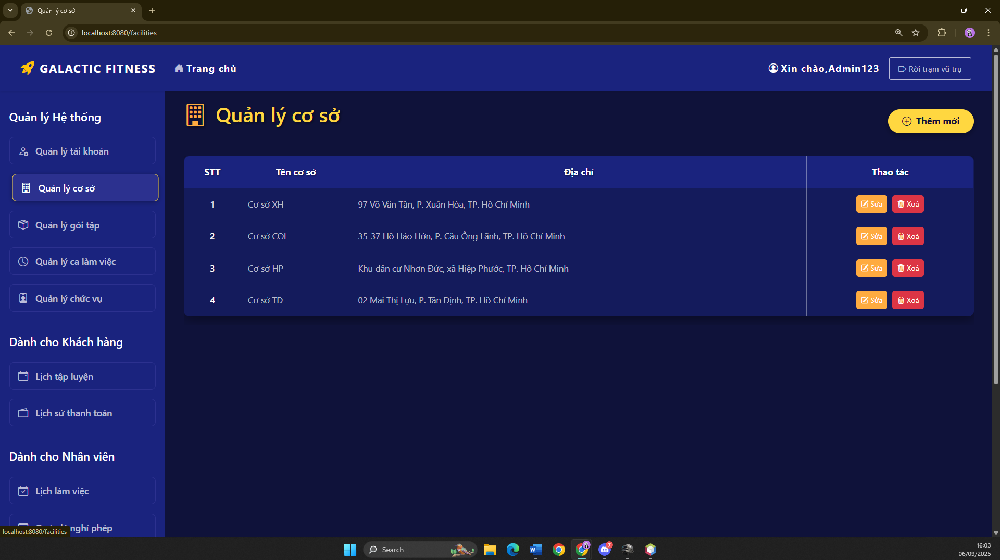 Quản lý cơ sở
localhost:8080/facilities
GALACTIC FITNESS
Trang chủ
Xin chào,Admin123
Rời trạm vũ trụ
Quản lý Hệ thống
Quản lý tài khoản
Quản lý cơ sở
Quản lý gói tập
Quản lý ca làm việc
Quản lý chức vụ
Dành cho Khách hàng
Lịch tập luyện
Lịch sử thanh toán
Dành cho Nhân viên
Lịch làm việc
nghỉ phép
localhost:8080/facilities
Quản lý cơ sở
Thêm mới
STT Tên cơ sở Địa chỉ Thao tác
1 Cơ sở XH 97 Võ Văn Tần, P. Xuân Hòa, TP. Hồ Chí Minh Sửa Xoá
2 Cơ sở COL 35-37 Hồ Hảo Hớn, P. Cầu Ông Lãnh, TP. Hồ Chí Minh Sửa Xoá
3 Cơ sở HP Khu dân cư Nhơn Đức, xã Hiệp Phước, TP. Hồ Chí Minh Sửa Xoá
4 Cơ sở TD 02 Mai Thị Lựu, P. Tân Định, TP. Hồ Chí Minh Sửa Xoá
Search
7
16:03
06/09/2025